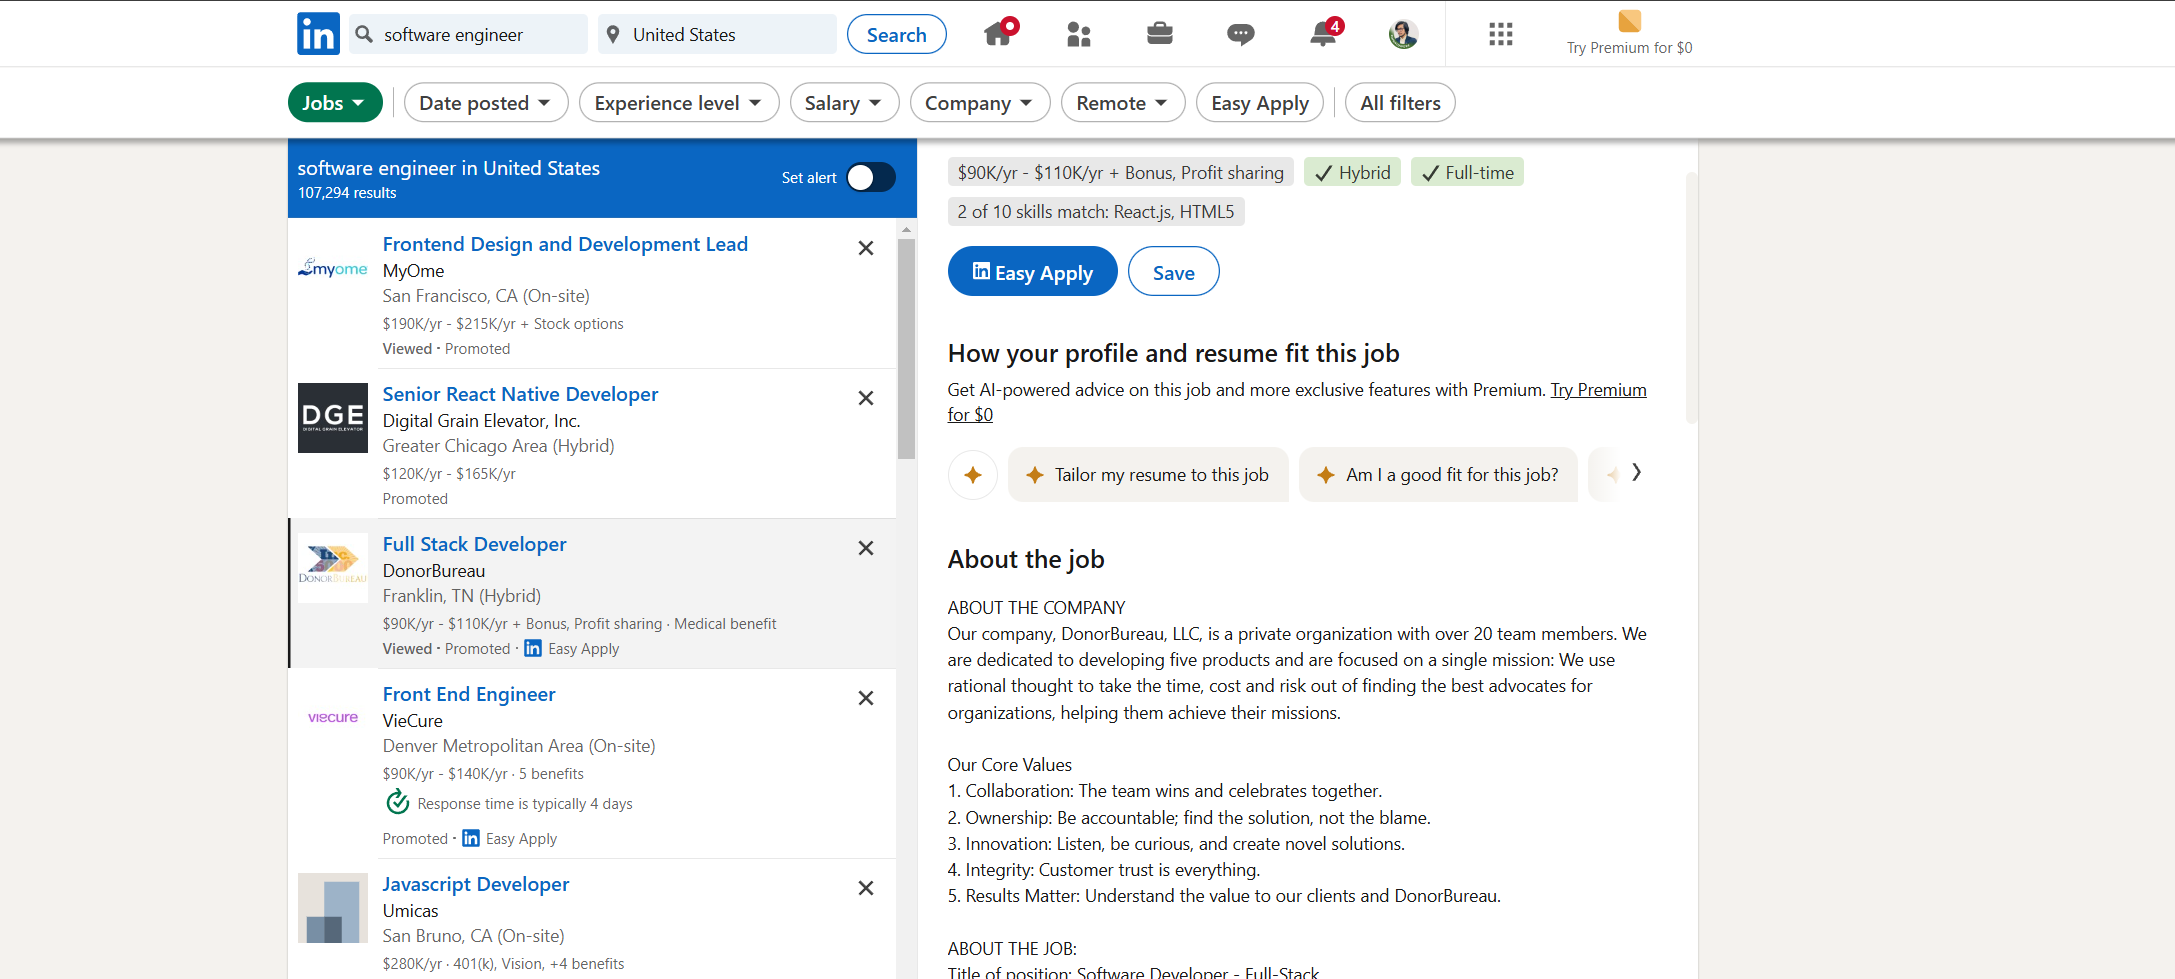 in
software engineer
United States
Search
4
Try Premium for $0
Jobs
Date posted
Experience level
Salary
Company
Remote
Easy Apply
All filters
software engineer in United States
107,294 results
Set alert
myome
Frontend Design and Development Lead
MyOme
San Francisco, CA (On-site)
$190K/yr - $215K/yr + Stock options
Viewed · Promoted
DGE
DIGITAL GRAIN ELEVATOR
Senior React Native Developer
Digital Grain Elevator, Inc.
Greater Chicago Area (Hybrid)
$120K/yr - $165K/yr
Promoted
DONORBUREAU
Full Stack Developer
DonorBureau
Franklin, TN (Hybrid)
$90K/yr - $110K/yr + Bonus, Profit sharing · Medical benefit
Viewed · Promoted · in Easy Apply
viecure
Front End Engineer
VieCure
Denver Metropolitan Area (On-site)
$90K/yr - $140K/yr · 5 benefits
Response time is typically 4 days
Promoted · in Easy Apply
Javascript Developer
Umicas
San Bruno, CA (On-site)
$280K/yr · 401(k), Vision, +4 benefits
$90K/yr - $110K/yr + Bonus, Profit sharing
Hybrid
Full-time
2 of 10 skills match: React.js, HTML5
in Easy Apply
Save
How your profile and resume fit this job
Get AI-powered advice on this job and more exclusive features with Premium. Try Premium
for $0
Tailor my resume to this job
Am I a good fit for this job?
About the job
ABOUT THE COMPANY
Our company, DonorBureau, LLC, is a private organization with over 20 team members. We
are dedicated to developing five products and are focused on a single mission: We use
rational thought to take the time, cost and risk out of finding the best advocates for
organizations, helping them achieve their missions.
Our Core Values
1. Collaboration: The team wins and celebrates together.
2. Ownership: Be accountable; find the solution, not the blame.
3. Innovation: Listen, be curious, and create novel solutions.
4. Integrity: Customer trust is everything.
5. Results Matter: Understand the value to our clients and DonorBureau.
ABOUT THE JOB:
Title of position: Software Developer - Full-Stack